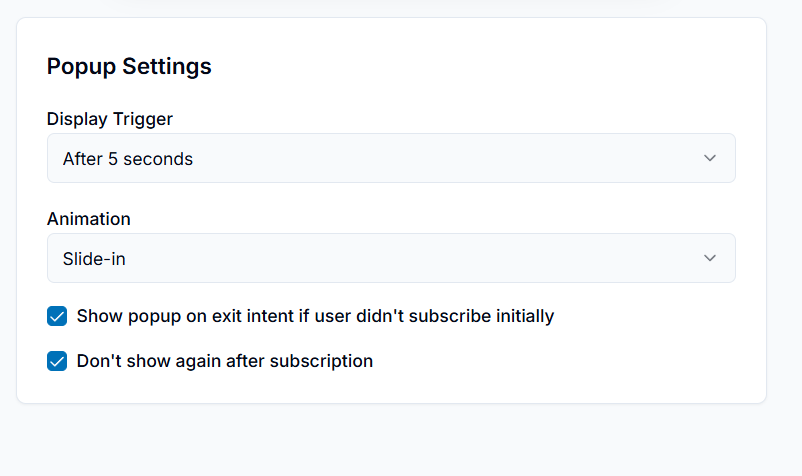 Popup Settings
Display Trigger
After 5 seconds
Animation
Slide-in
Show popup on exit intent if user didn't subscribe initially
Don't show again after subscription